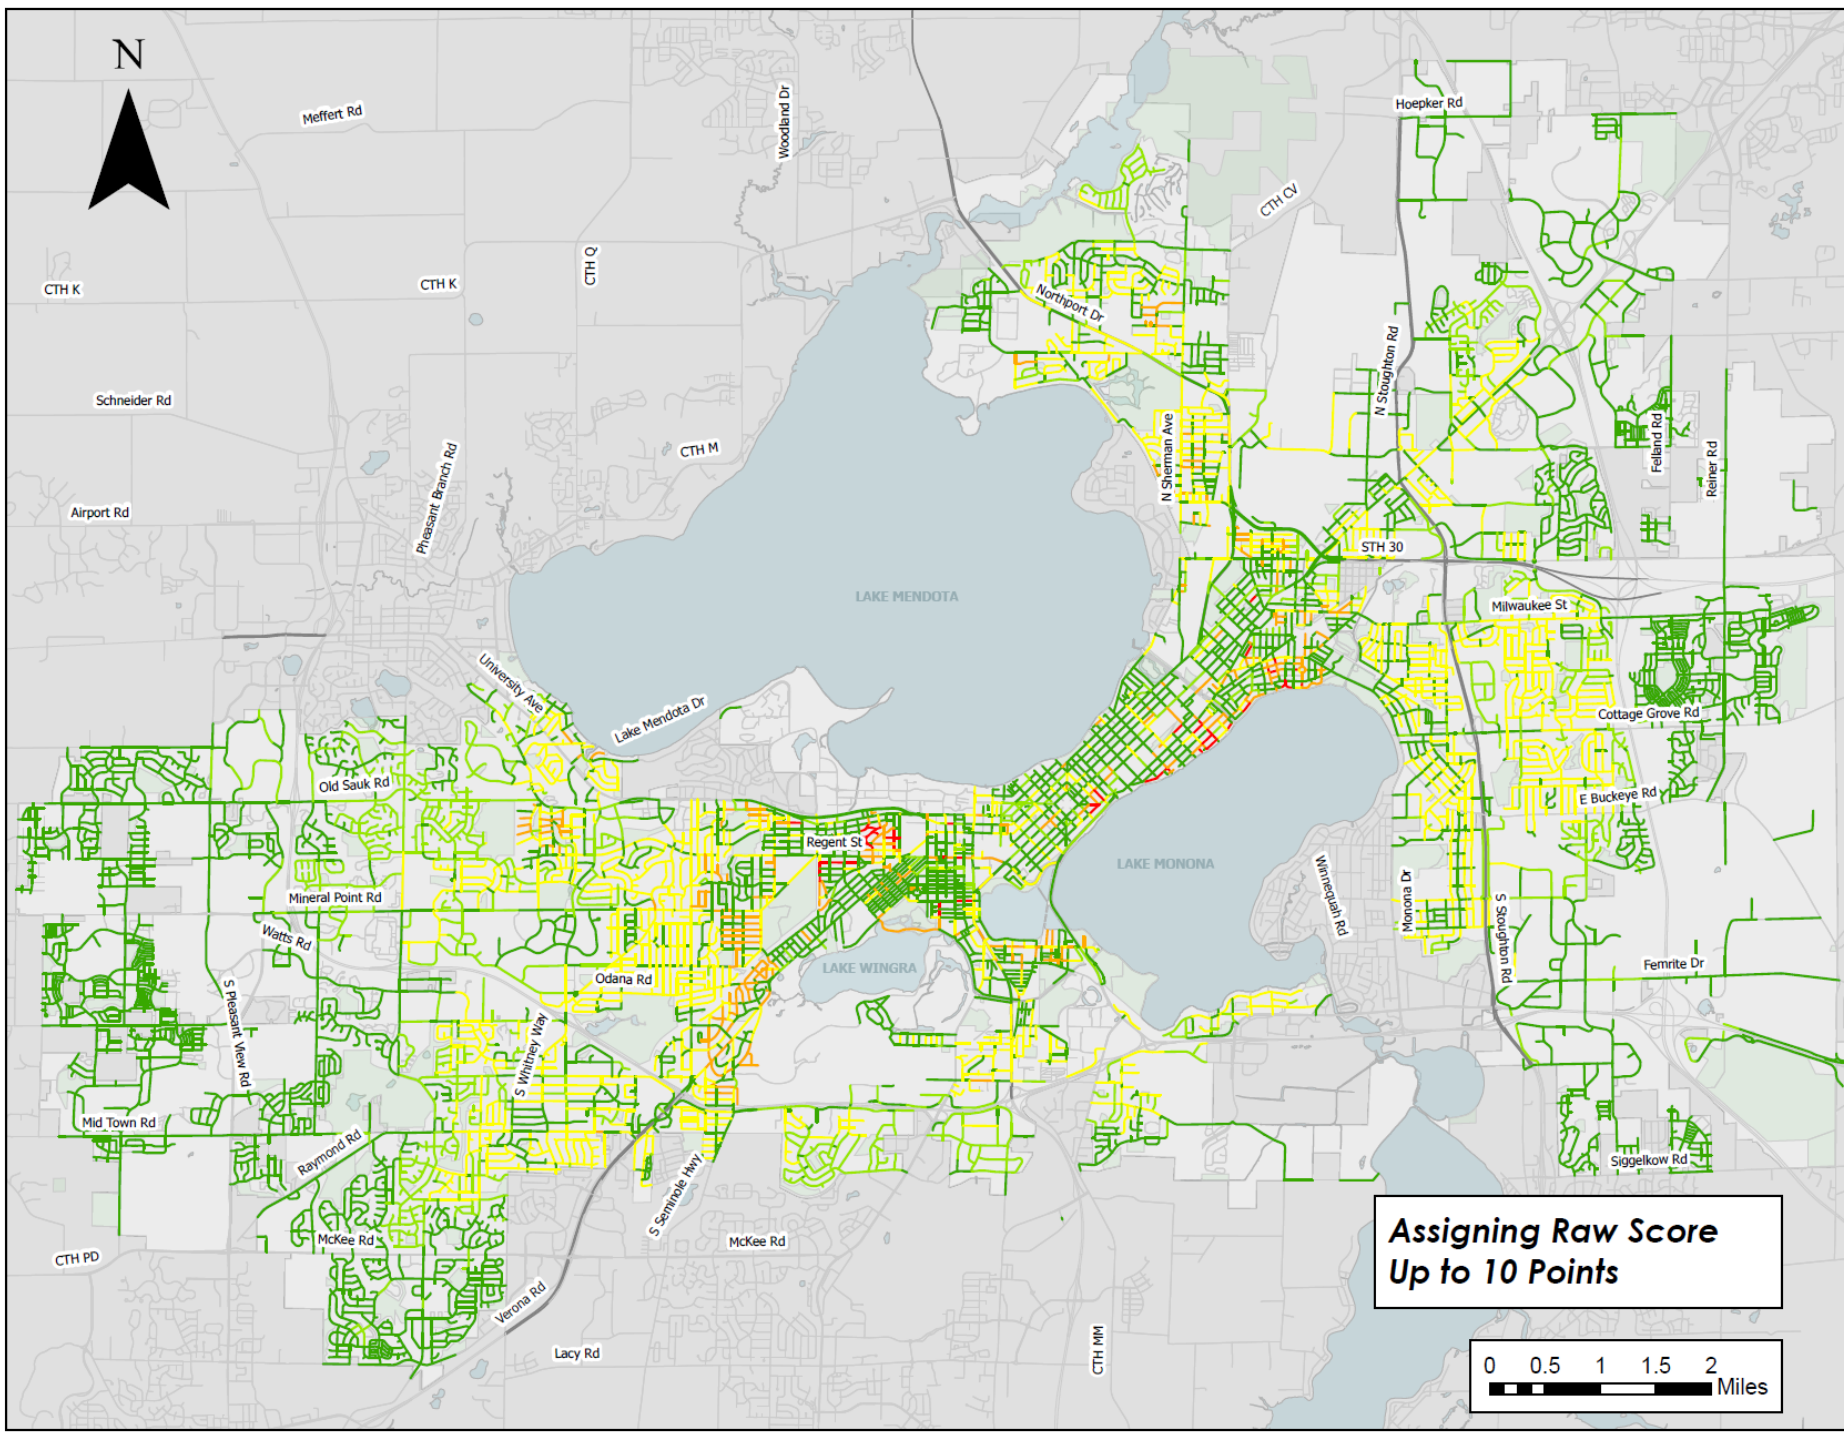 N
Meffert Rd
Woodland Dr
Hoepker Rd
CTH CV
CTH K
CTH K
CTH Q
Northport Dr
N Stoughton Rd
Schneider Rd
CTH M
Pheasant Branch Rd
N Sherman Ave
Felland Rd
Reiner Rd
Airport Rd
STH 30
LAKE MENDOTA
Milwaukee St
University Ave
Lake Mendota Dr
Cottage Grove Rd
Old Sauk Rd
E Buckeye Rd
Regent St
LAKE MONONA
Winnequah Rd
Monona Dr
Mineral Point Rd
Watts Rd
S Stoughton Rd
LAKE WINGRA
Odana Rd
Femrite Dr
S Pleasant View Rd
S Whitney Way
Mid Town Rd
Raymond Rd
S Seminole Hwy
Siggelkow Rd
McKee Rd
McKee Rd
CTH PD
Verona Rd
Lacy Rd
CTH MM
Assigning Raw Score
Up to 10 Points
0 0.5 1 1.5 2
Miles